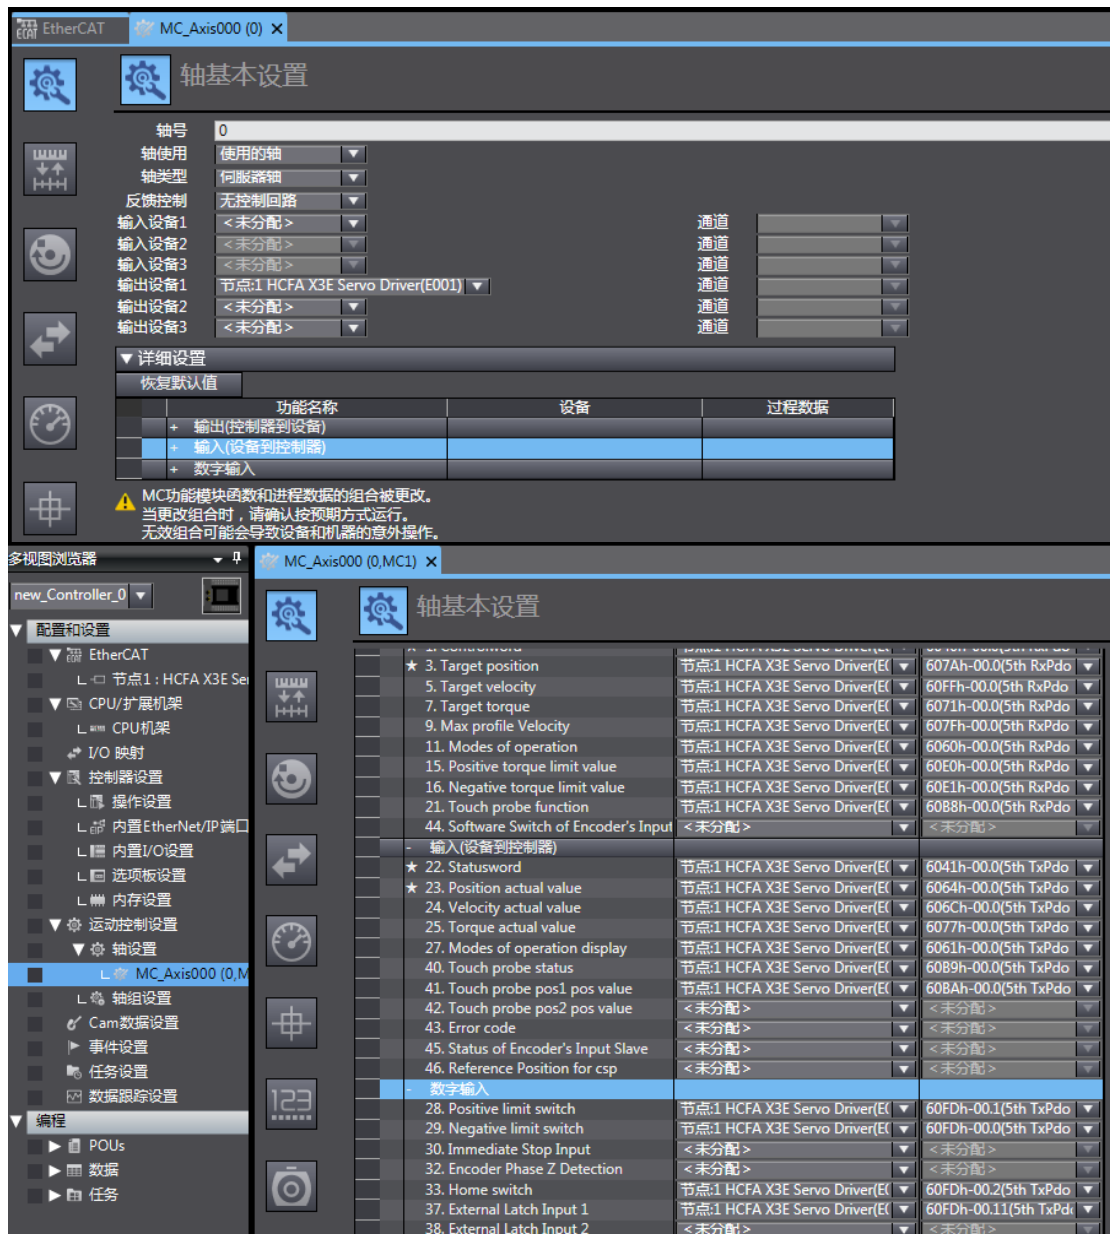 EtherCAT MC_Axis000 (0)
轴基本设置
轴号 0
轴使用 使用的轴
轴类型 伺服器轴
反馈控制 无控制回路
输入设备1 <未分配> 通道
输入设备2 <未分配> 通道
输入设备3 <未分配> 通道
输出设备1 节点:1 HCFA X3E Servo Driver(E001) 通道
输出设备2 <未分配> 通道
输出设备3 <未分配> 通道
▼ 详细设置
恢复默认值
功能名称 设备 过程数据
+ 输出(控制器到设备)
+ 输入(设备到控制器)
+ 数字输入
MC功能模块函数和进程数据的组合被更改。
当更改组合时，请确认按预期方式运行。
无效组合可能会导致设备和机器的意外操作。
多视图浏览器
new_Controller_0
配置和设置
EtherCAT
节点1 : HCFA X3E Se
CPU/扩展机架
CPU机架
I/O 映射
控制器设置
操作设置
内置EtherNet/IP端口
内置I/O设置
选项板设置
内存设置
运动控制设置
轴设置
MC_Axis000 (0,M
轴组设置
Cam数据设置
事件设置
任务设置
数据跟踪设置
编程
POUs
数据
任务
MC_Axis000 (0,MC1)
轴基本设置
★ 3. Target position 节点:1 HCFA X3E Servo Driver(E( 607Ah-00.0(5th RxPdo
5. Target velocity 节点:1 HCFA X3E Servo Driver(E( 60FFh-00.0(5th RxPdo
7. Target torque 节点:1 HCFA X3E Servo Driver(E( 6071h-00.0(5th RxPdo
9. Max profile Velocity 节点:1 HCFA X3E Servo Driver(E( 607Fh-00.0(5th RxPdo
11. Modes of operation 节点:1 HCFA X3E Servo Driver(E( 6060h-00.0(5th RxPdo
15. Positive torque limit value 节点:1 HCFA X3E Servo Driver(E( 60E0h-00.0(5th RxPdo
16. Negative torque limit value 节点:1 HCFA X3E Servo Driver(E( 60E1h-00.0(5th RxPdo
21. Touch probe function 节点:1 HCFA X3E Servo Driver(E( 60B8h-00.0(5th RxPdo
44. Software Switch of Encoder's Input <未分配> <未分配>
- 输入(设备到控制器)
★ 22. Statusword 节点:1 HCFA X3E Servo Driver(E( 6041h-00.0(5th TxPdo
★ 23. Position actual value 节点:1 HCFA X3E Servo Driver(E( 6064h-00.0(5th TxPdo
24. Velocity actual value 节点:1 HCFA X3E Servo Driver(E( 606Ch-00.0(5th TxPdo
25. Torque actual value 节点:1 HCFA X3E Servo Driver(E( 6077h-00.0(5th TxPdo
27. Modes of operation display 节点:1 HCFA X3E Servo Driver(E( 6061h-00.0(5th TxPdo
40. Touch probe status 节点:1 HCFA X3E Servo Driver(E( 60B9h-00.0(5th TxPdo
41. Touch probe pos1 pos value 节点:1 HCFA X3E Servo Driver(E( 60BAh-00.0(5th TxPdo
42. Touch probe pos2 pos value <未分配> <未分配>
43. Error code <未分配> <未分配>
45. Status of Encoder's Input Slave <未分配> <未分配>
46. Reference Position for csp <未分配> <未分配>
- 数字输入
28. Positive limit switch 节点:1 HCFA X3E Servo Driver(E( 60FDh-00.1(5th TxPdo
29. Negative limit switch 节点:1 HCFA X3E Servo Driver(E( 60FDh-00.0(5th TxPdo
30. Immediate Stop Input <未分配> <未分配>
32. Encoder Phase Z Detection <未分配> <未分配>
33. Home switch 节点:1 HCFA X3E Servo Driver(E( 60FDh-00.2(5th TxPdo
37. External Latch Input 1 节点:1 HCFA X3E Servo Driver(E( 60FDh-00.11(5th TxPd
38. External Latch Input 2 <未分配> <未分配>